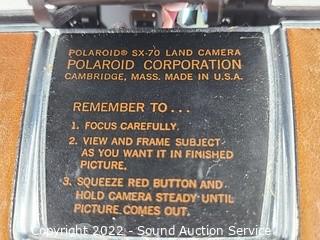 POLAROID® SX-70 LAND CAMERA
POLAROID CORPORATION
CAMBRIDGE, MASS. MADE IN U.S.A.
REMEMBER TO...
1. FOCUS CAREFULLY.
2. VIEW AND FRAME SUBJECT
AS YOU WANT IT IN FINISHED
PICTURE.
3. SQUEEZE RED BUTTON AND
HOLD CAMERA STEADY UNTIL
PICTURE COMES OUT.
Copyright 2022 - Sound Auction Service